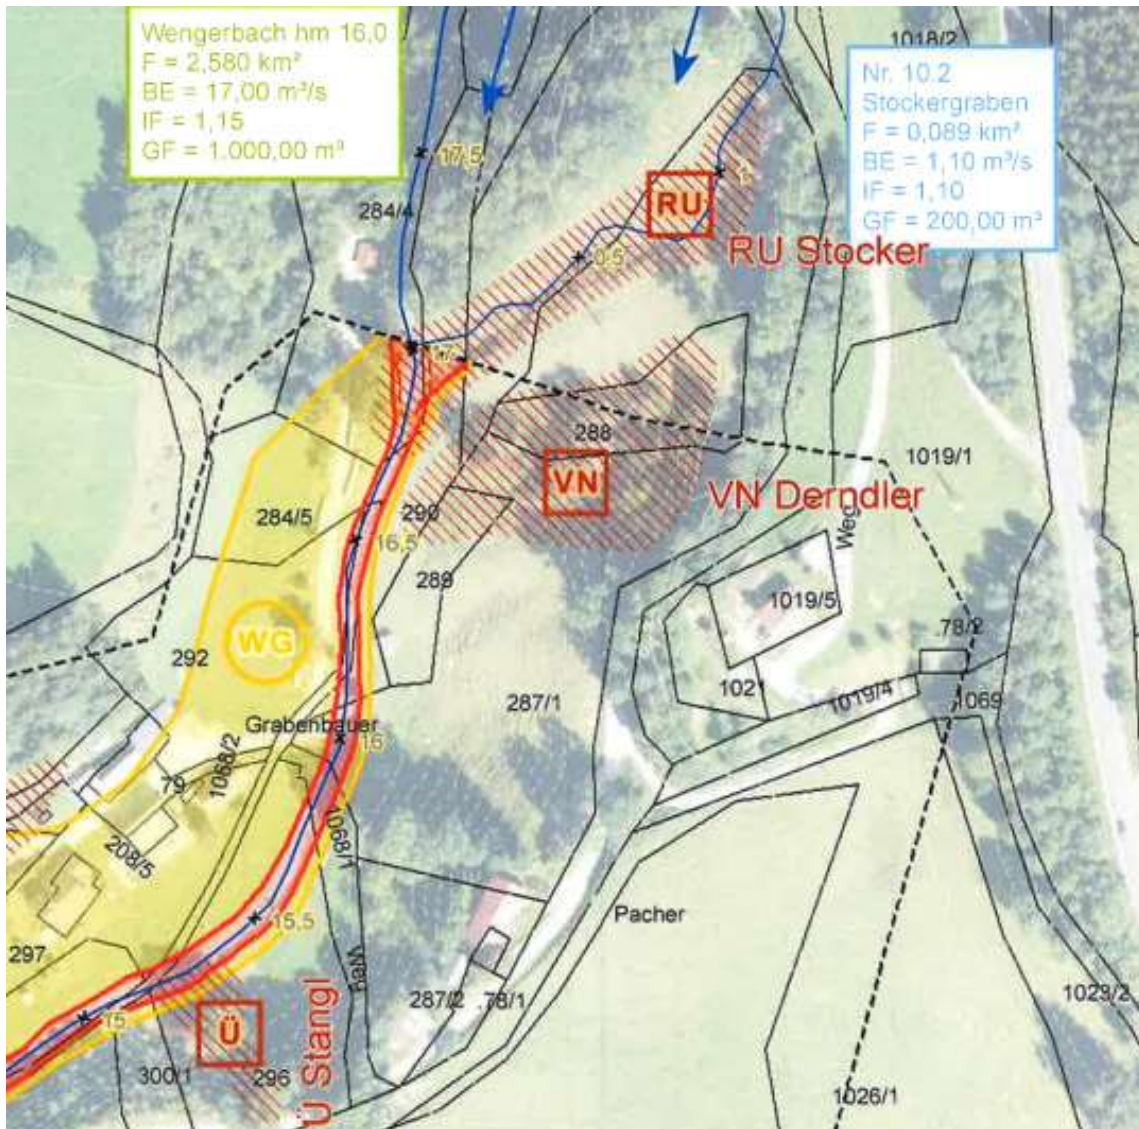 Wengerbach hm 16,0
F = 2,580 km²
BE = 17,00 m³/s
IF = 1,15
GF = 1.000,00 m³
1018/2
Nr. 10.2
Stockergraben
F = 0,089 km²
BE = 1,10 m³/s
IF = 1,10
GF = 200,00 m³
17,5
1
284/4
RU
RU Stocker
0,5
17
288
1019/1
VN
VN Derndler
284/5
290
16,5
Weg
289
1019/5
WG
.78/2
292
1021
1019/4
1069
287/1
Grabenbauer
15
1068/2
.79
1068/1
208/5
Pacher
15,5
297
Weg
287/2
.78/1
1023/2
15
Ü
Ü Stangl
300/1
296
1026/1